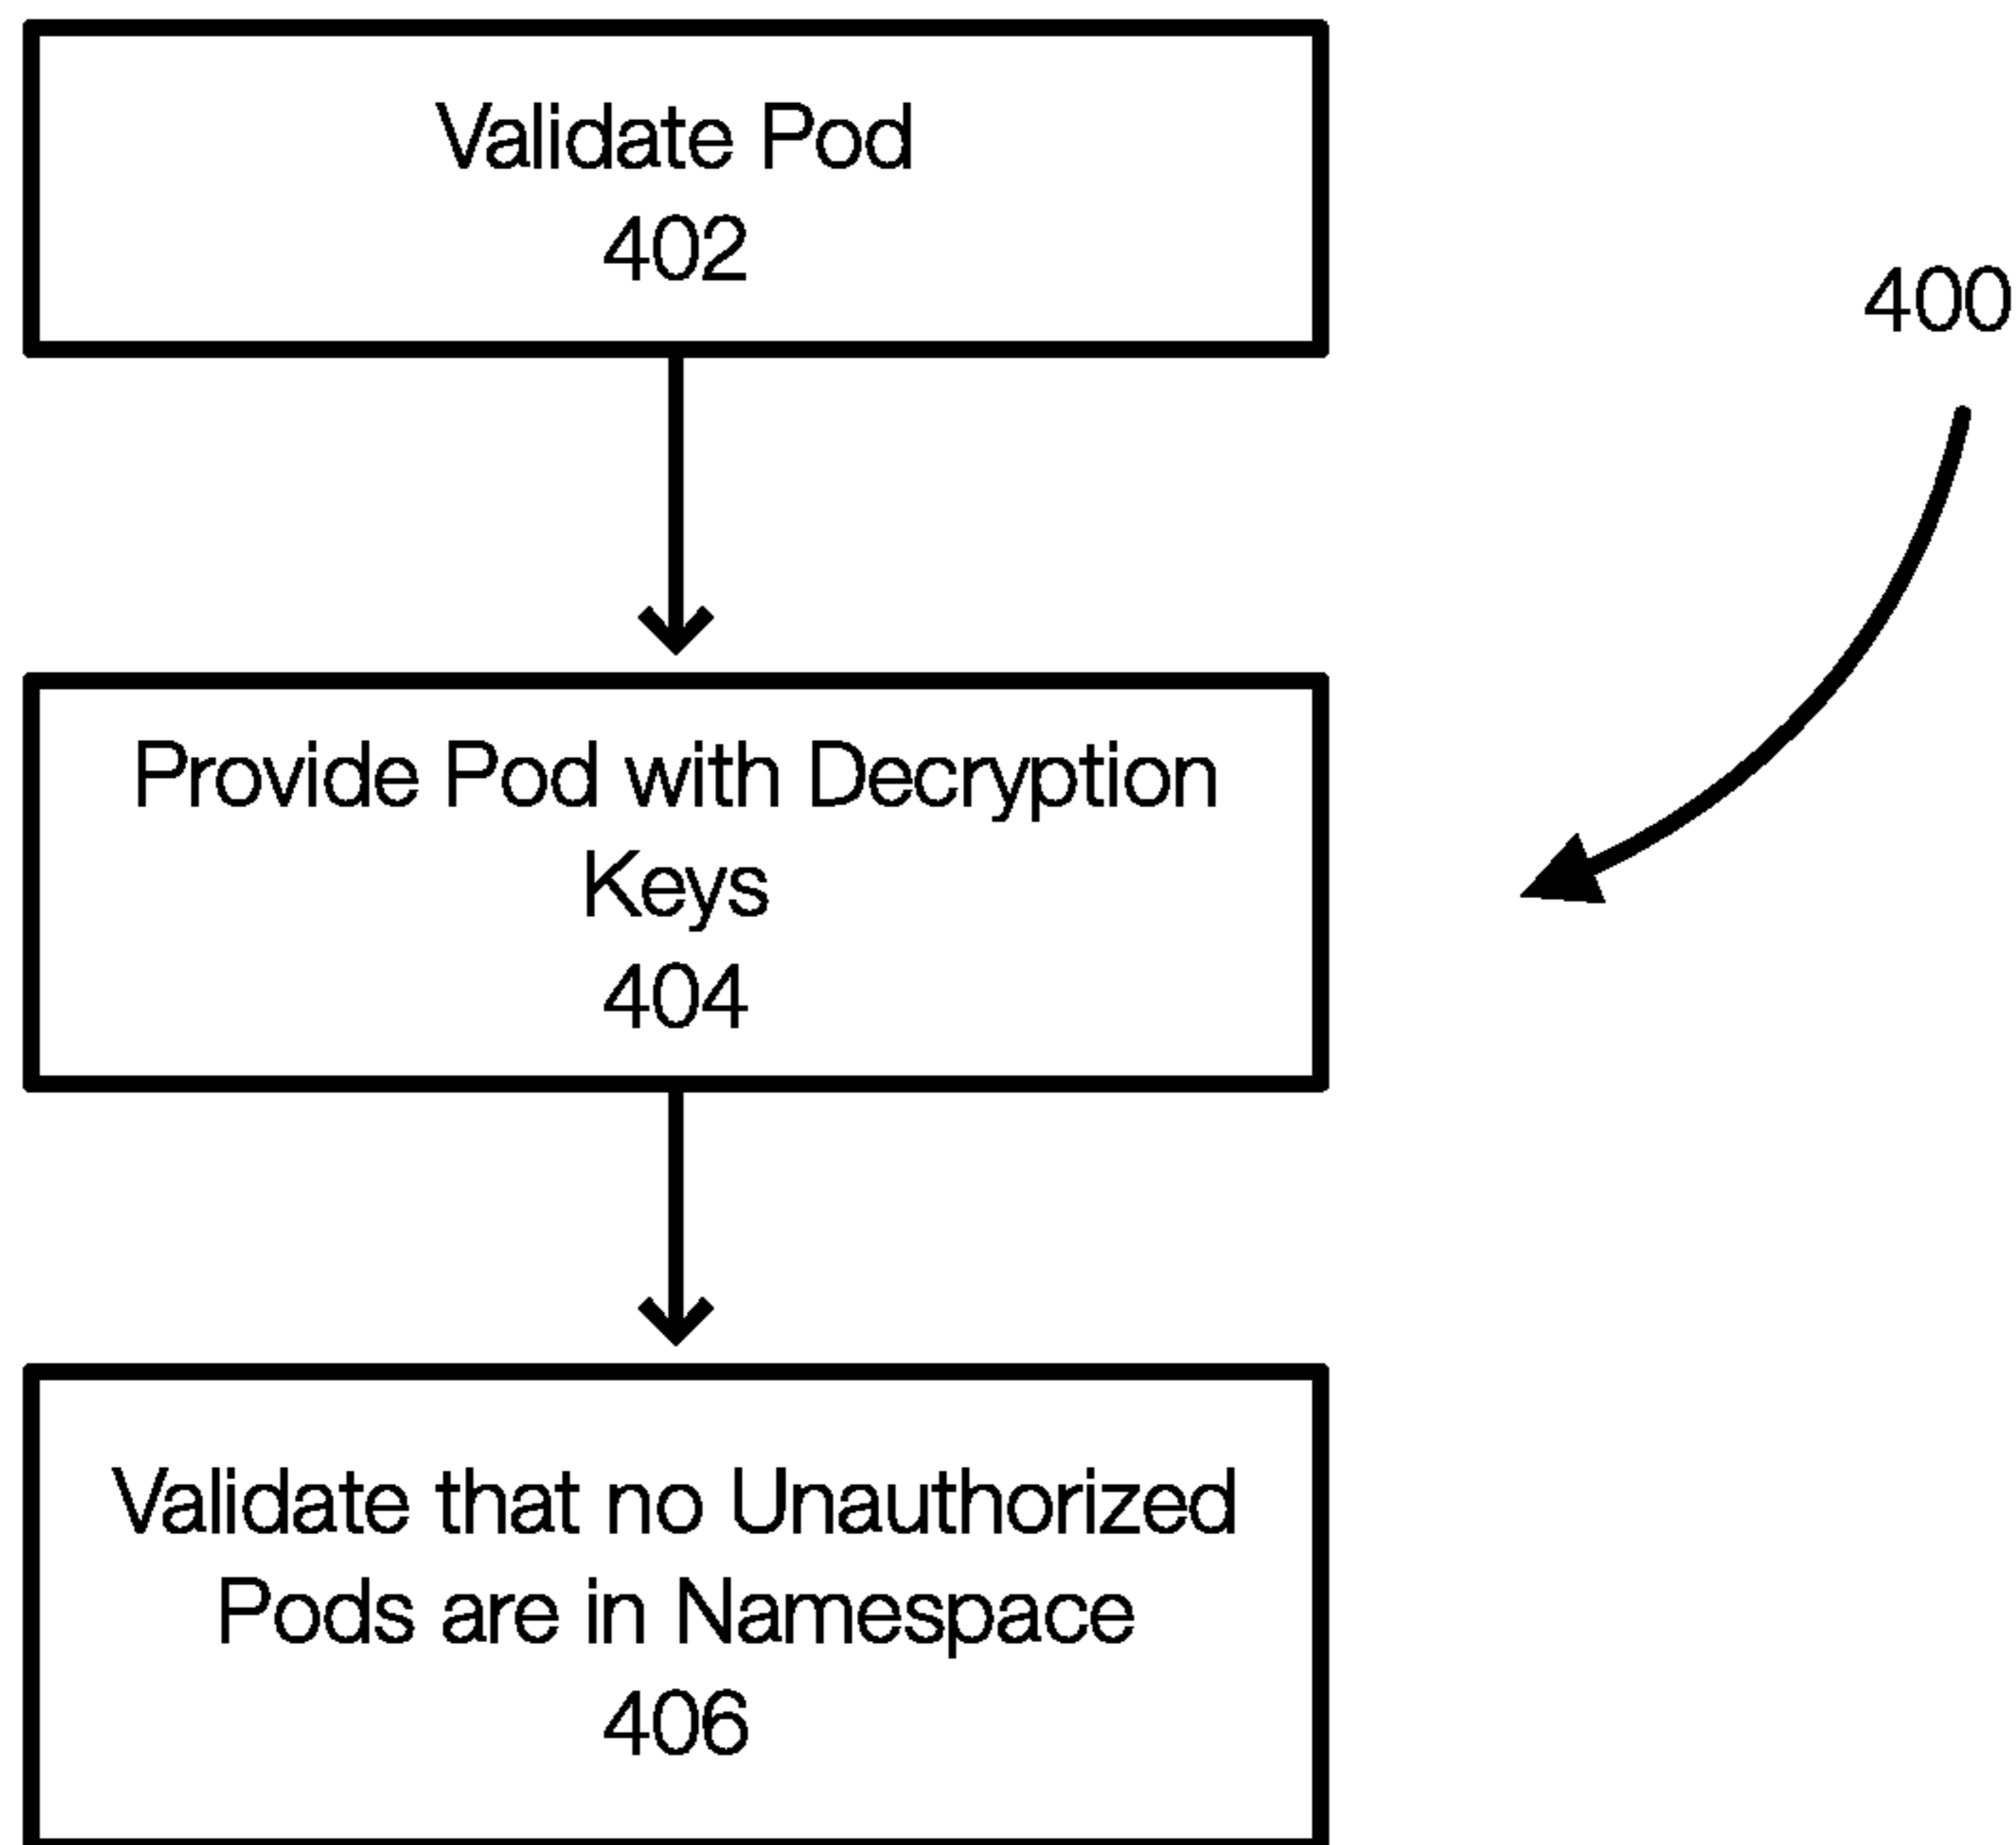 Validate Pod
402
400
Provide Pod with Decryption
Keys
404
Validate that no Unauthorized
Pods are in Namespace
406